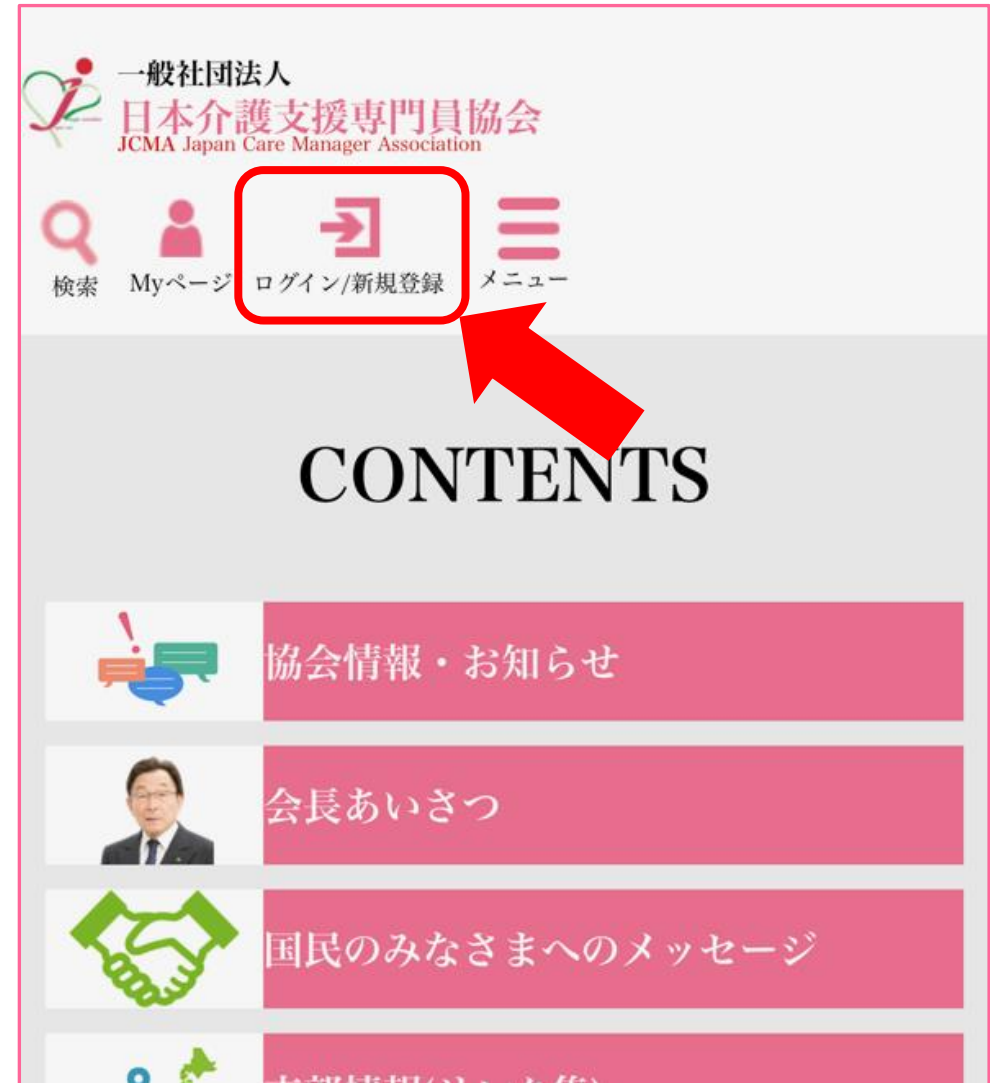 一般社団法人
日本介護支援専門員協会
JCMA Japan Care Manager Association
検索 Myページ ログイン/新規登録 メニュー
CONTENTS
協会情報・お知らせ
会長あいさつ
国民のみなさまへのメッセージ